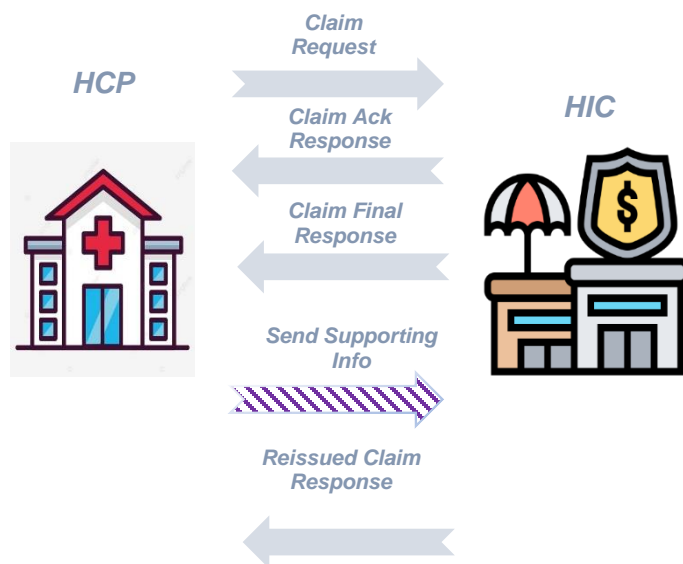 Claim
Request
HCP
HIC
Claim Ack
Response
$
Claim Final
Response
Send Supporting
Info
Reissued Claim
Response